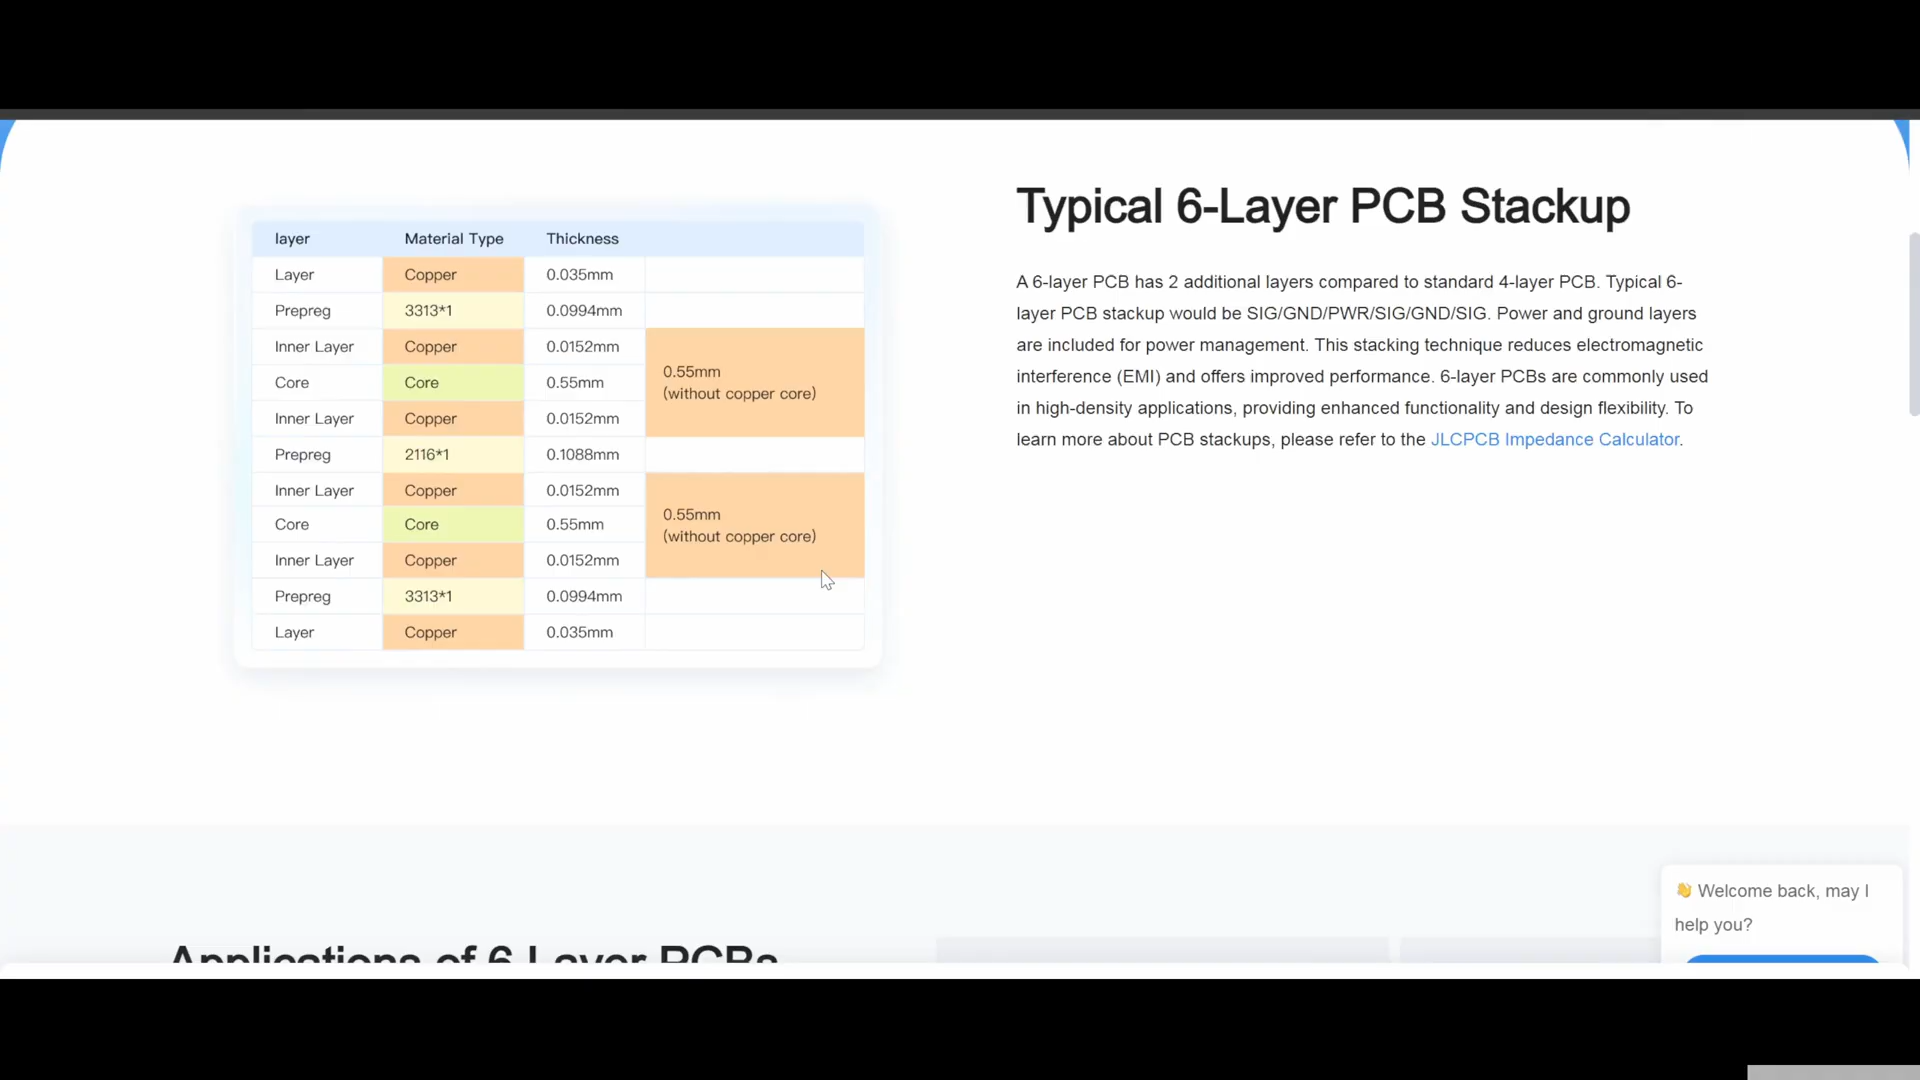 layer Material Type Thickness
Layer Copper 0.035mm
Prepreg 3313*1 0.0994mm
Inner Layer Copper 0.0152mm
Core Core 0.55mm
Inner Layer Copper 0.0152mm
0.55mm
(without copper core)
Prepreg 2116*1 0.1088mm
Inner Layer Copper 0.0152mm
Core Core 0.55mm
Inner Layer Copper 0.0152mm
0.55mm
(without copper core)
Prepreg 3313*1 0.0994mm
Layer Copper 0.035mm
Typical 6-Layer PCB Stackup
A 6-layer PCB has 2 additional layers compared to standard 4-layer PCB. Typical 6-
layer PCB stackup would be SIG/GND/PWR/SIG/GND/SIG. Power and ground layers
are included for power management. This stacking technique reduces electromagnetic
interference (EMI) and offers improved performance. 6-layer PCBs are commonly used
in high-density applications, providing enhanced functionality and design flexibility. To
learn more about PCB stackups, please refer to the JLCPCB Impedance Calculator.
Applications of 6 Layer PCBs
👋 Welcome back, may I
help you?